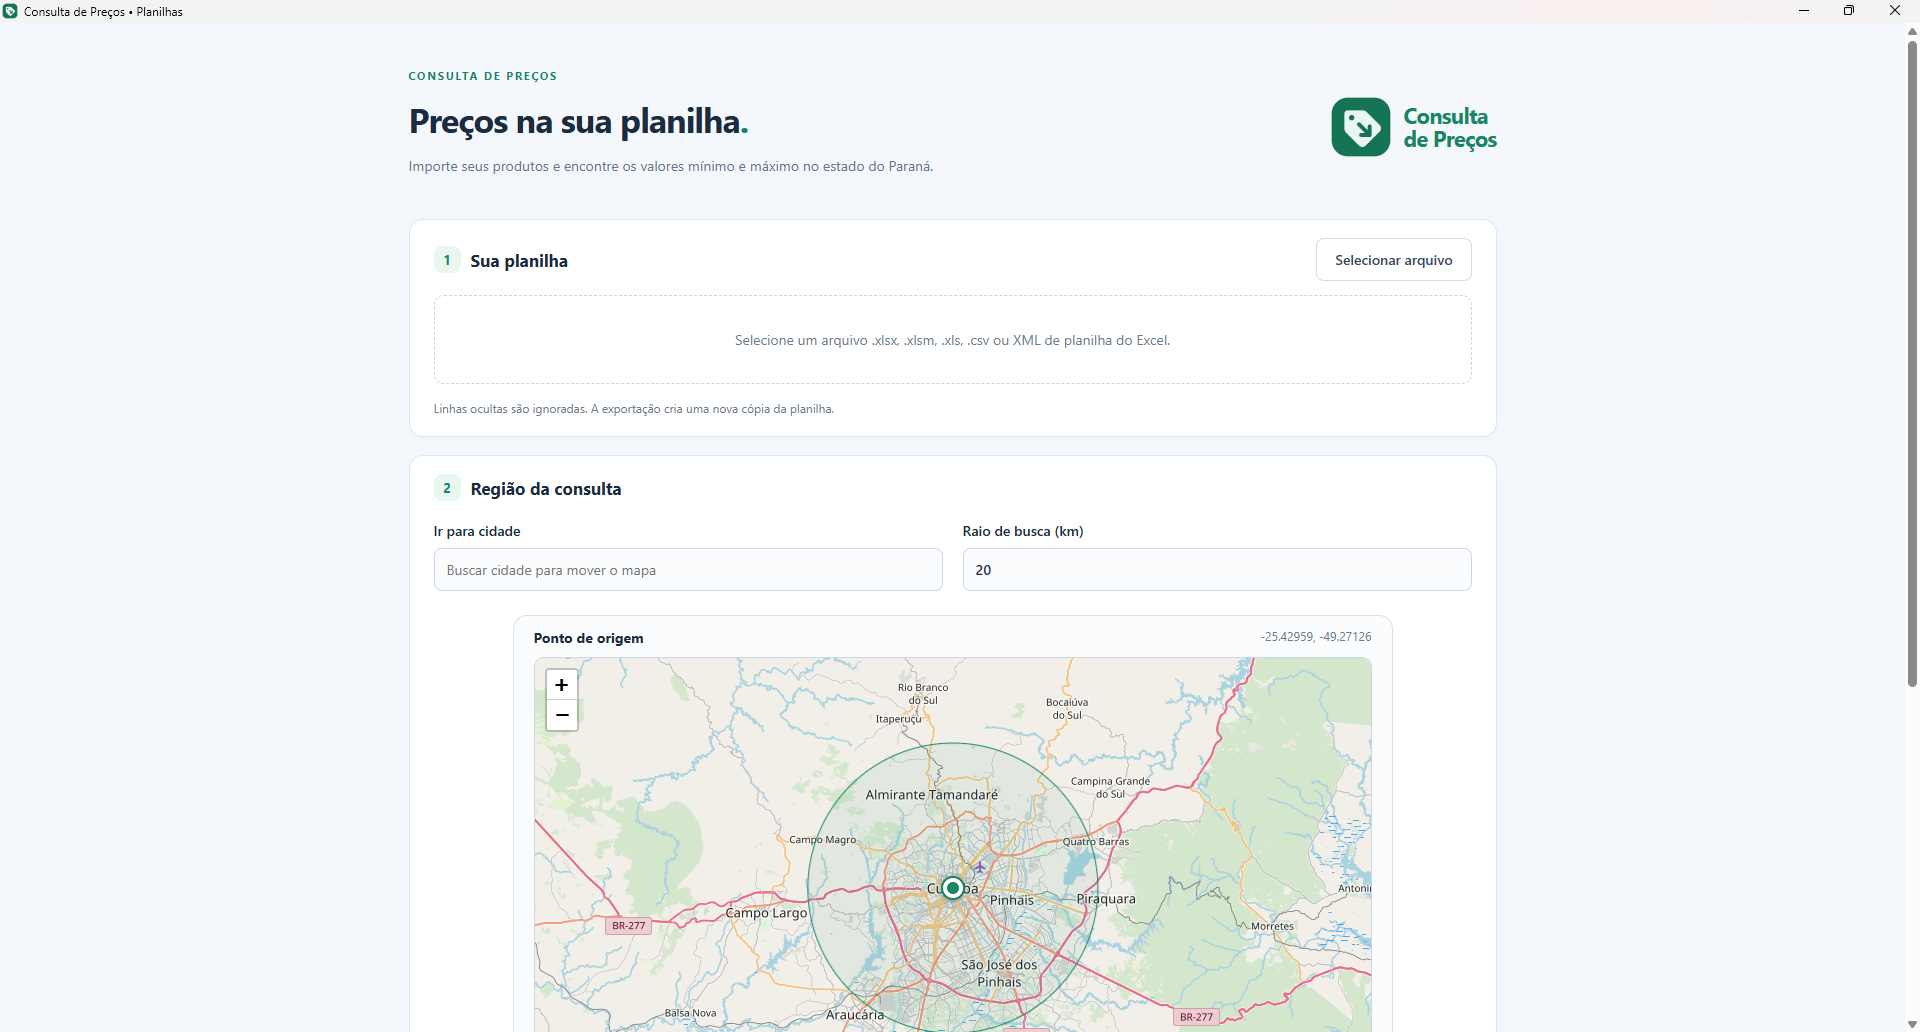 Consulta de Preços • Planilhas
CONSULTA DE PREÇOS
Preços na sua planilha.
Importe seus produtos e encontre os valores mínimo e máximo no estado do Paraná.
Consulta
de Preços
1 Sua planilha
Selecionar arquivo
Selecione um arquivo .xlsx, .xlsm, .xls, .csv ou XML de planilha do Excel.
Linhas ocultas são ignoradas. A exportação cria uma nova cópia da planilha.
2 Região da consulta
Ir para cidade
Raio de busca (km)
Buscar cidade para mover o mapa
20
Ponto de origem
-25.42959, -49.27126
+
−
Rio Branco
do Sul
Itaperuçu
Bocaiúva
do Sul
Campina Grande
do Sul
Almirante Tamandaré
Campo Magro
Quatro Barras
Pinhais
Piraquara
Campo Largo
BR-277
Morretes
São José dos
Pinhais
Balsa Nova
Araucária
BR-277